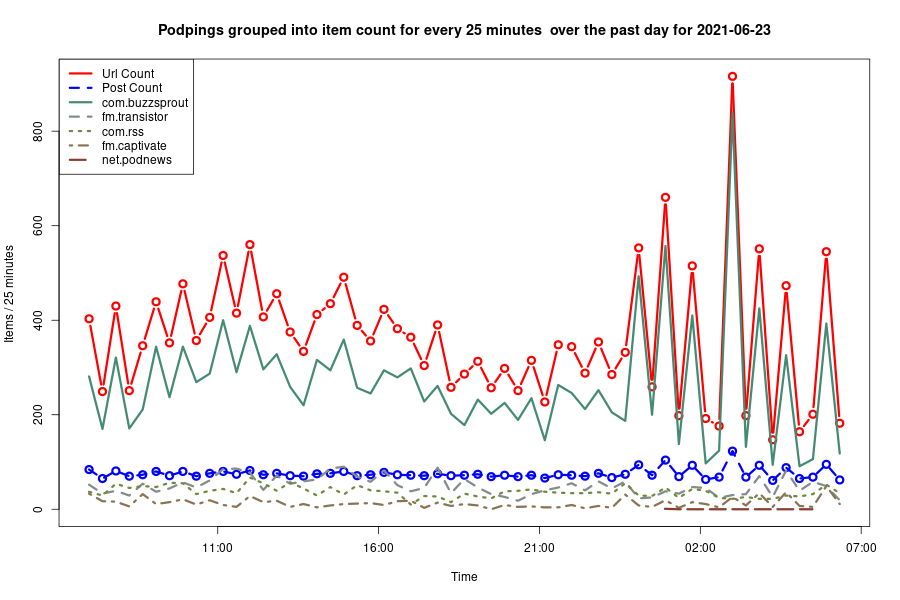 Podpings grouped into item count for every 25 minutes  over the past day for 2021-06-23
Url Count
Post Count
com.buzzsprout
fm.transistor
com.rss
fm.captivate
net.podnews
Items / 25 minutes
800
600
400
200
0
11:00
16:00
21:00
02:00
07:00
Time